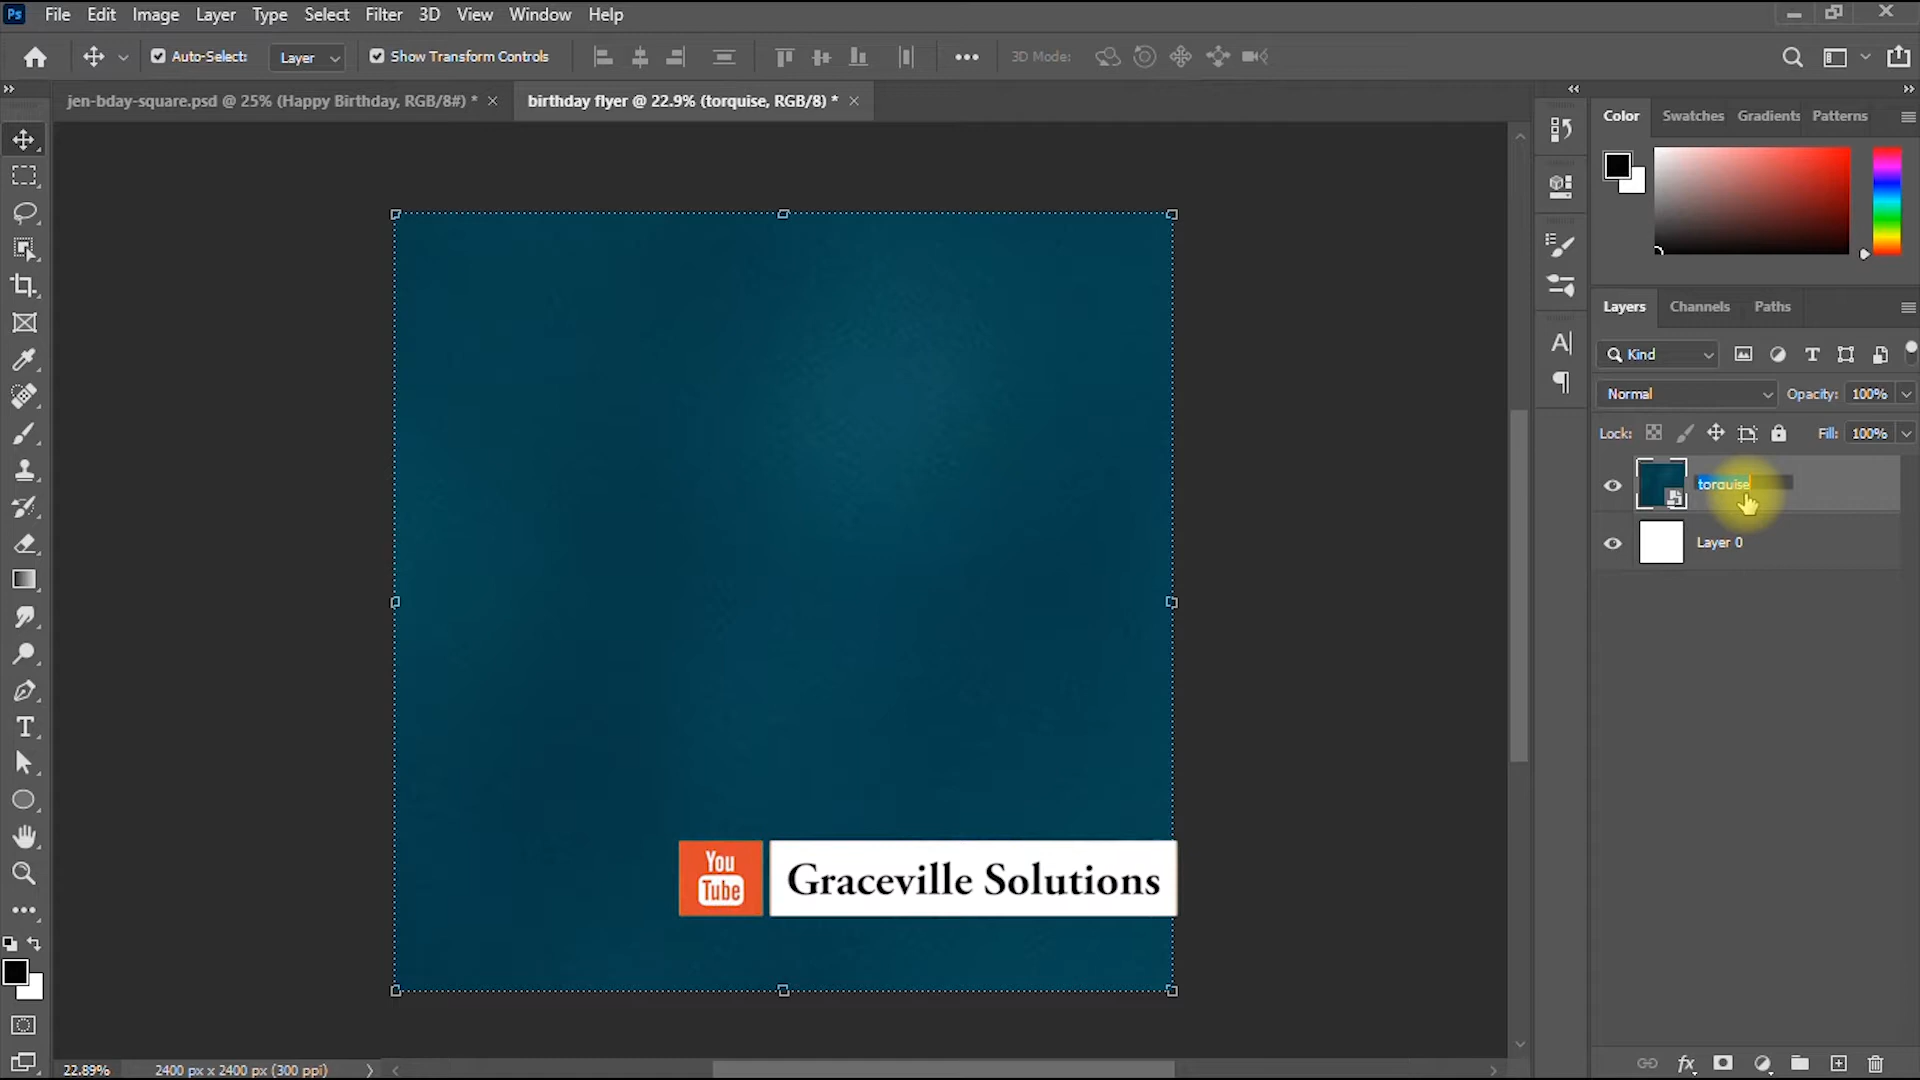 Ps File Edit Image Layer Type Select Filter 3D View Window Help
Auto-Select: Layer Show Transform Controls 3D Mode:
jen-bday-square.psd @ 25% (Happy Birthday, RGB/8#) * birthday flyer @ 22.9% (torquise, RGB/8) *
Color Swatches Gradients Patterns
Layers Channels Paths
Kind
Normal Opacity: 100%
Lock: Fill: 100%
torquise
Layer 0
You
Tube
Graceville Solutions
22.89% 2400 px x 2400 px (300 ppi)